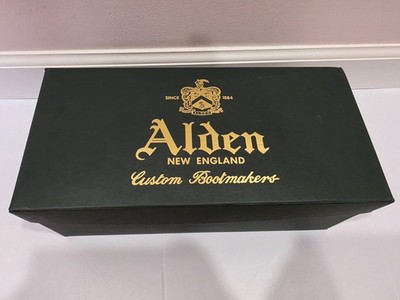 SINCE 1884
Alden
NEW ENGLAND
Custom Bootmakers